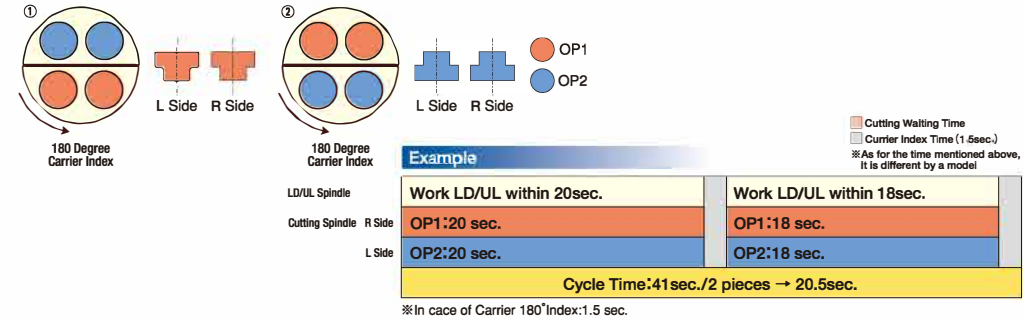 ① ②
OP1
OP2
L Side R Side L Side R Side
180 Degree
Carrier Index
180 Degree
Carrier Index
Cutting Waiting Time
Currier Index Time (1.5sec.)
※As for the time mentioned above,
It is different by a model
Example
LD/UL Spindle Work LD/UL within 20sec. Work LD/UL within 18sec.
Cutting Spindle R Side OP1:20 sec. OP1:18 sec.
L Side OP2:20 sec. OP2:18 sec.
Cycle Time:41sec./2 pieces → 20.5sec.
※In cace of Carrier 180˚Index:1.5 sec.